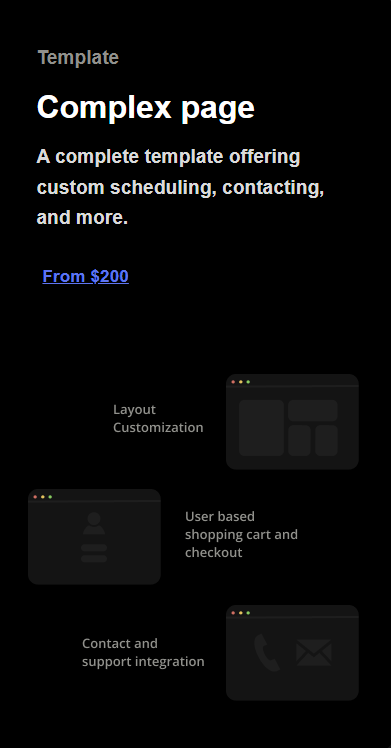 Template
Complex page
A complete template offering
custom scheduling, contacting,
and more.
From $200
Layout
Customization
User based
shopping cart and
checkout
Contact and
support integration